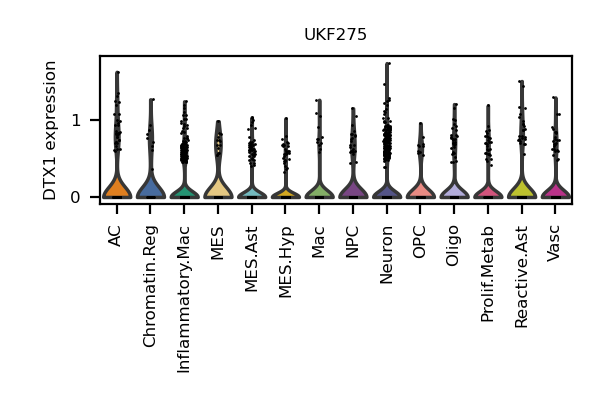 UKF275
DTX1 expression
1
0
AC
Chromatin.Reg
Inflammatory.Mac
MES
MES.Ast
MES.Hyp
Mac
NPC
Neuron
OPC
Oligo
Prolif.Metab
Reactive.Ast
Vasc